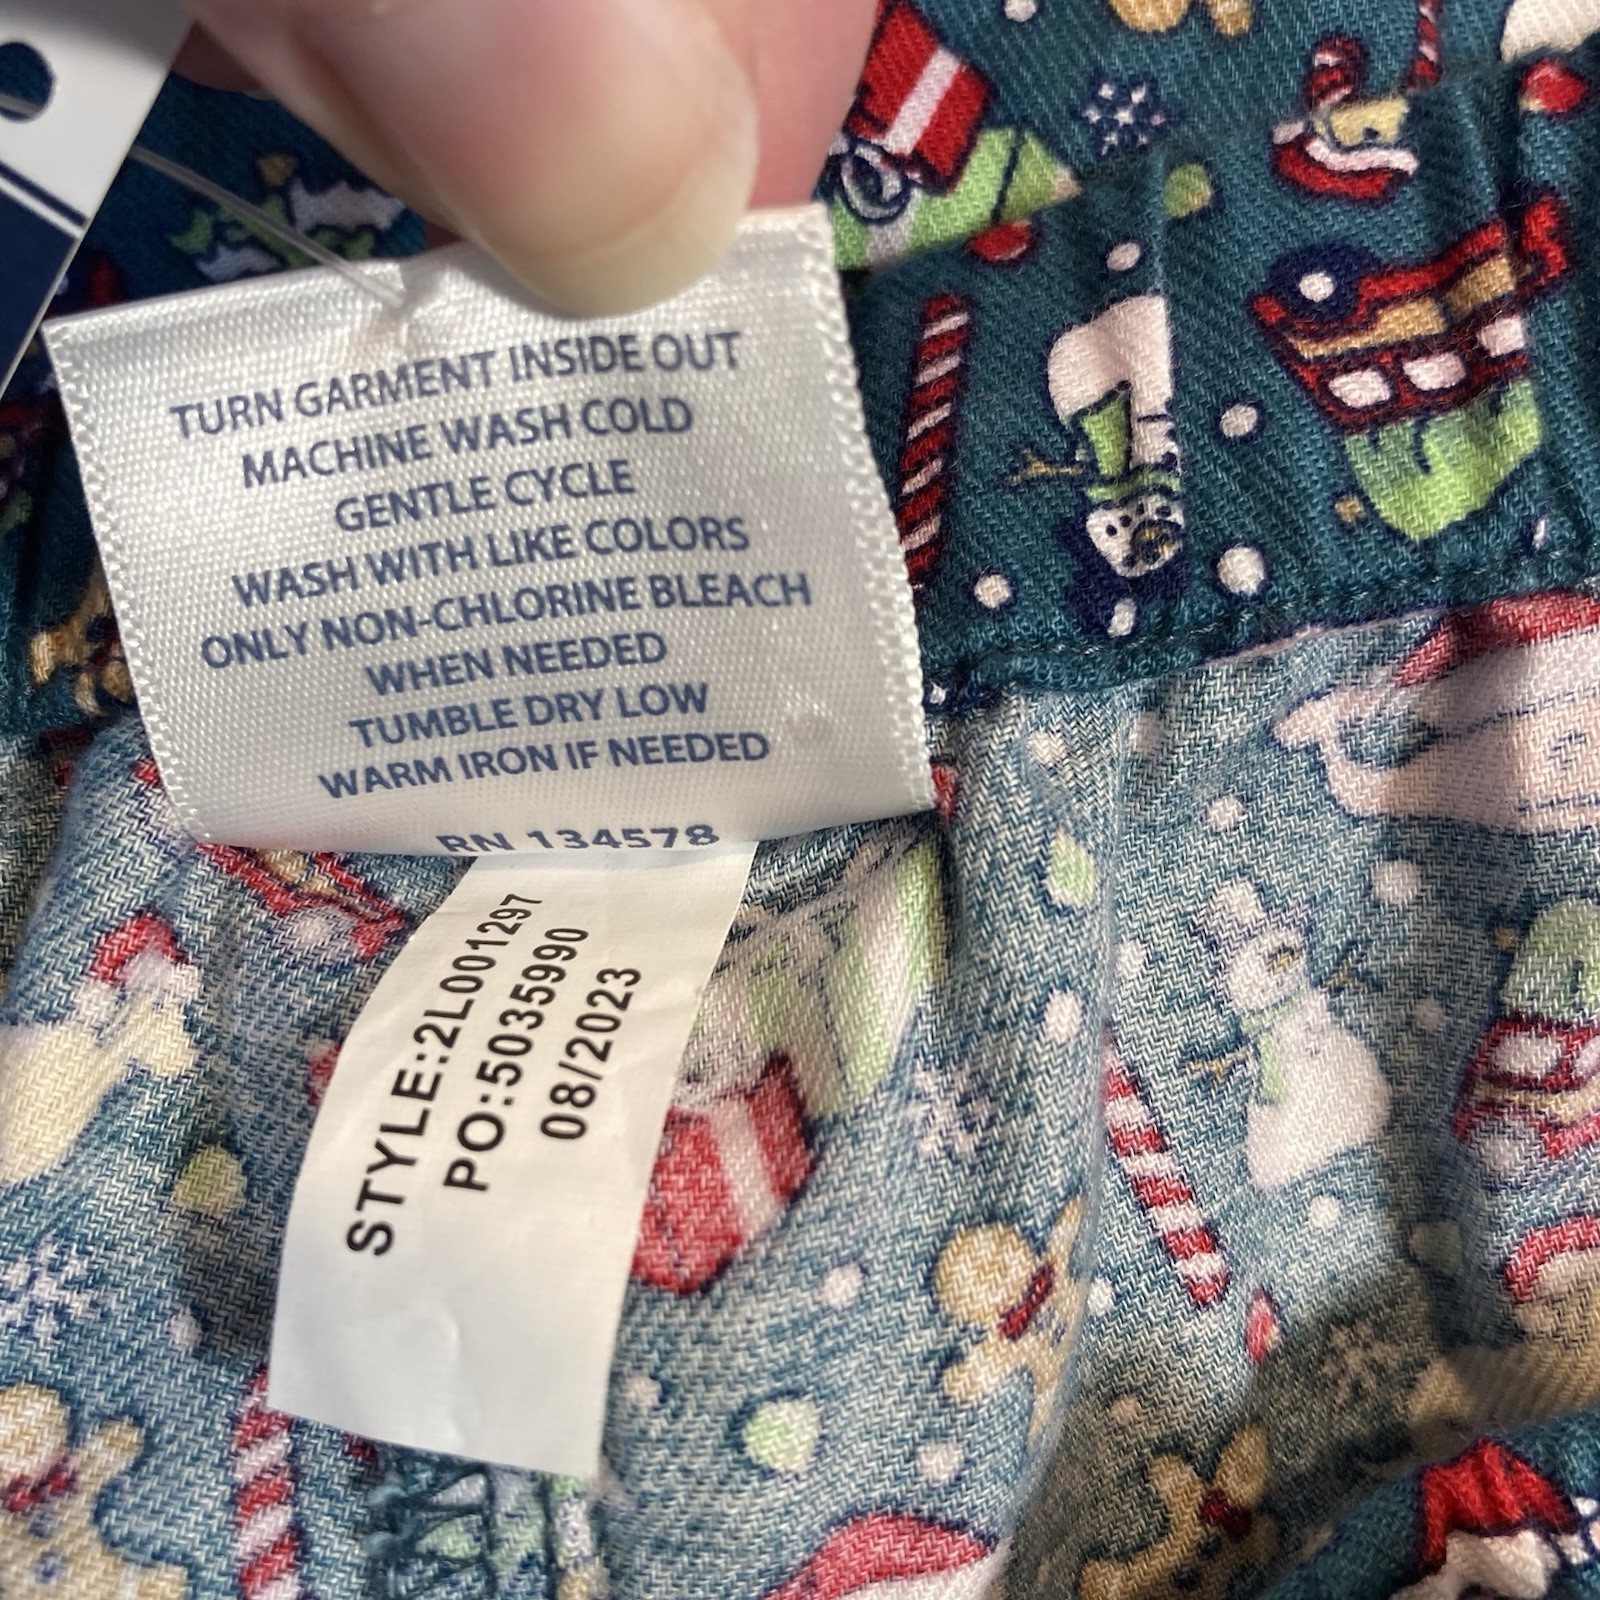 TURN GARMENT INSIDE OUT
MACHINE WASH COLD
GENTLE CYCLE
WASH WITH LIKE COLORS
ONLY NON-CHLORINE BLEACH
WHEN NEEDED
TUMBLE DRY LOW
WARM IRON IF NEEDED
RN 134578
STYLE:2L001297
PO:5035990
08/2023